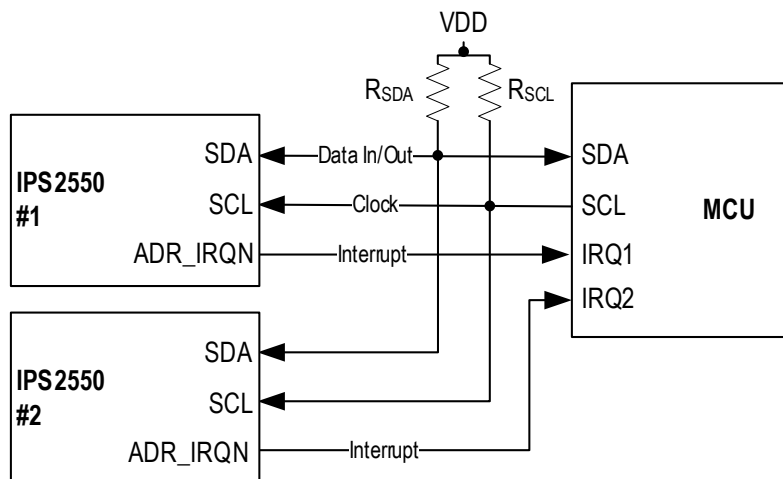 VDD
RSDA
RSCL
IPS2550
#1
SDA
SCL
ADR_IRQN
Data In/Out
Clock
Interrupt
SDA
SCL
IRQ1
IRQ2
MCU
IPS2550
#2
SDA
SCL
ADR_IRQN
Interrupt